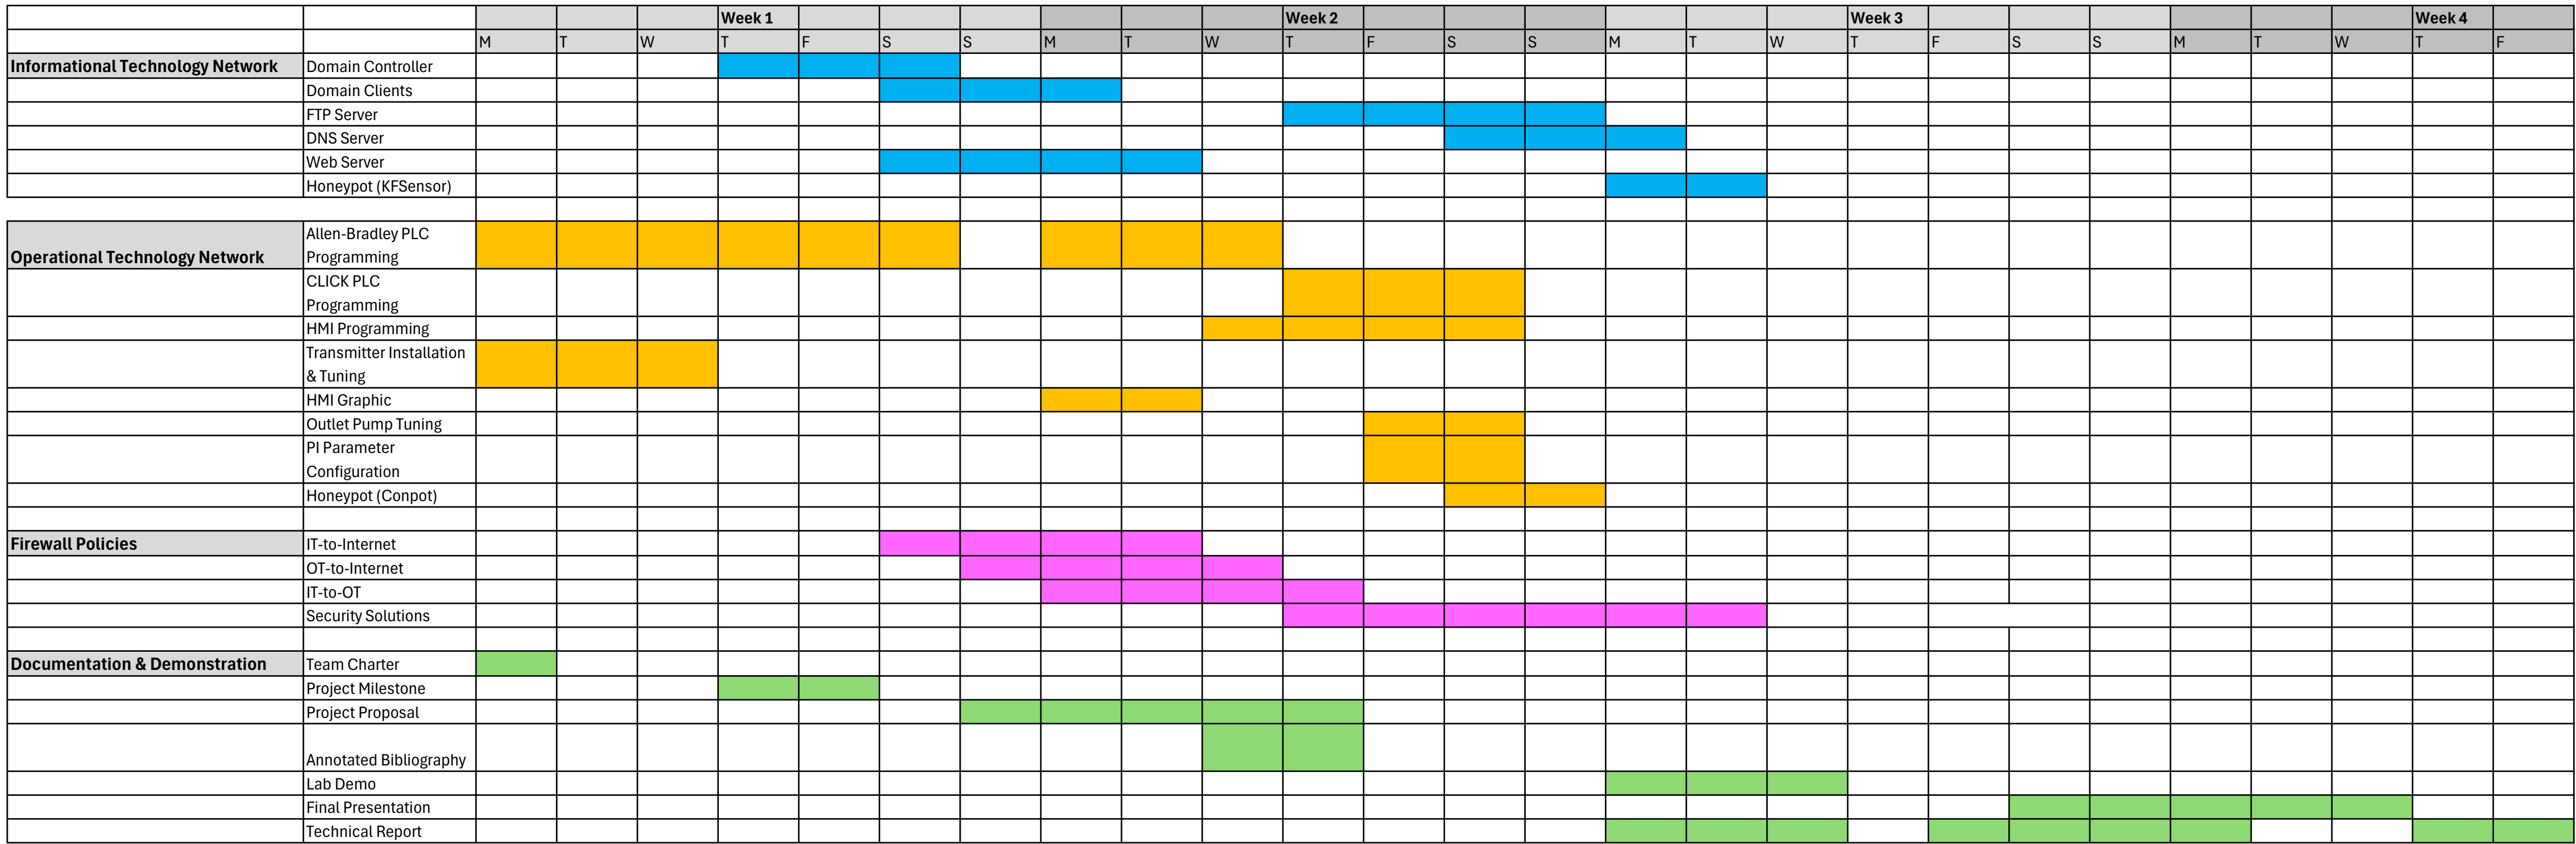 Week 1 Week 2 Week 3 Week 4
M T W T F S S M T W T F S S M T W T F S S M T W T F
Informational Technology Network Domain Controller
Domain Clients
FTP Server
DNS Server
Web Server
Honeypot (KFSensor)
Allen-Bradley PLC
Operational Technology Network Programming
CLICK PLC
Programming
HMI Programming
Transmitter Installation
& Tuning
HMI Graphic
Outlet Pump Tuning
PI Parameter
Configuration
Honeypot (Conpot)
Firewall Policies IT-to-Internet
OT-to-Internet
IT-to-OT
Security Solutions
Documentation & Demonstration Team Charter
Project Milestone
Project Proposal
Annotated Bibliography
Lab Demo
Final Presentation
Technical Report